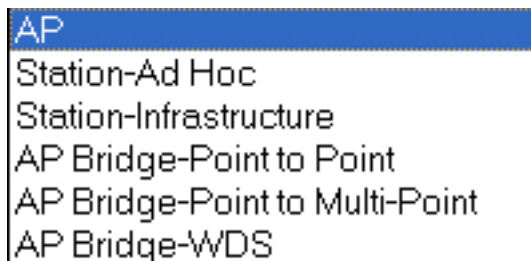 AP
Station-Ad Hoc
Station-Infrastructure
AP Bridge-Point to Point
AP Bridge-Point to Multi-Point
AP Bridge-WDS